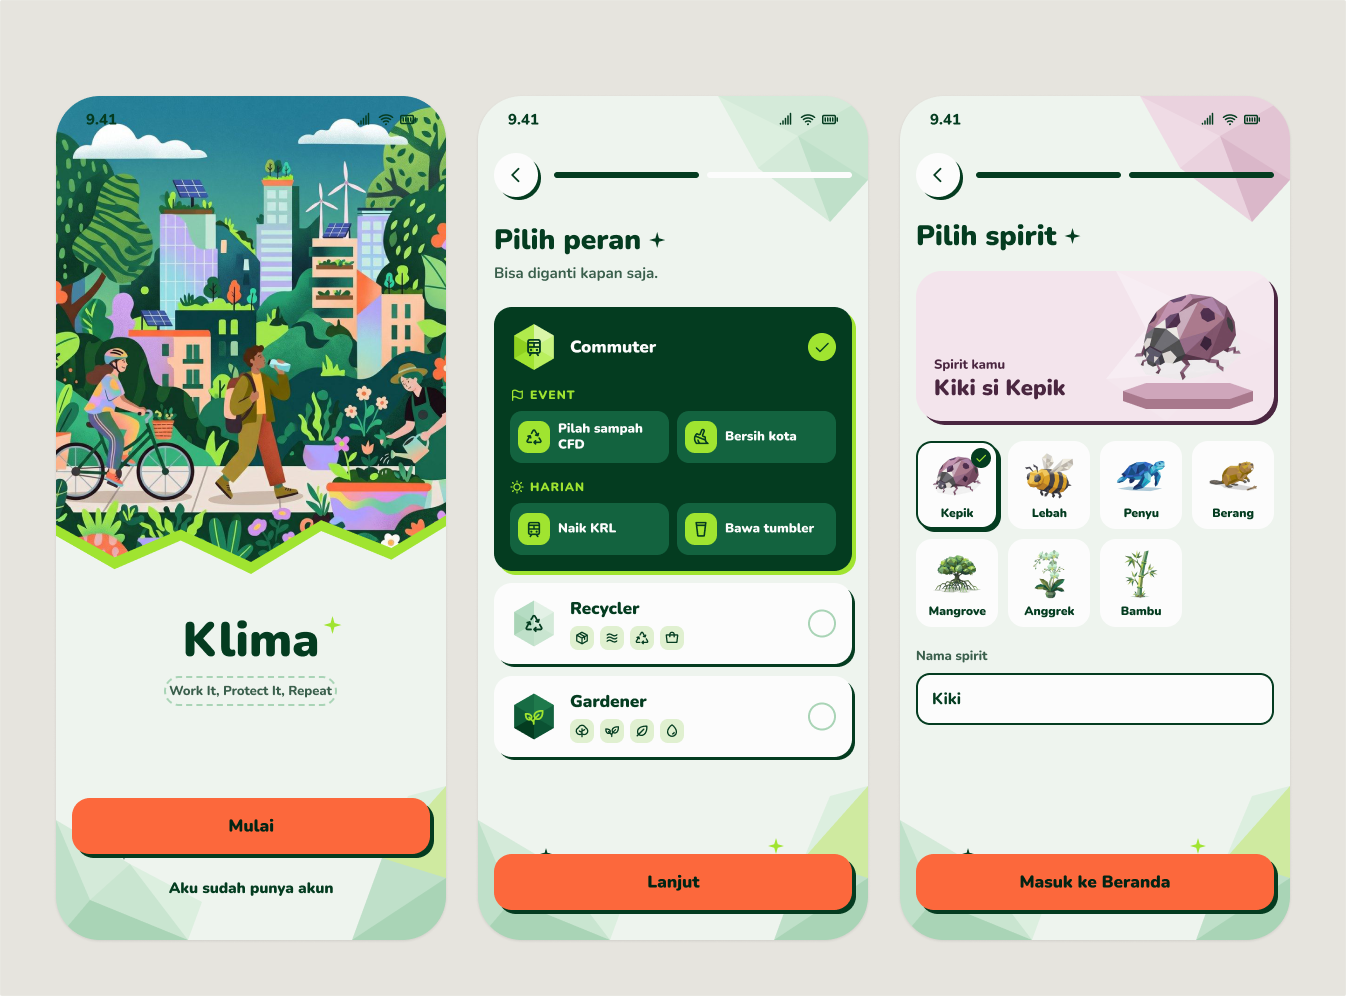 9.41
Klima
Work It, Protect It, Repeat
Mulai
Aku sudah punya akun
9.41
Pilih peran
Bisa diganti kapan saja.
Commuter
EVENT
Pilah sampah
CFD
Bersih kota
HARIAN
Naik KRL
Bawa tumbler
Recycler
Gardener
Lanjut
9.41
Pilih spirit
Spirit kamu
Kiki si Kepik
Kepik
Lebah
Penyu
Berang
Mangrove
Anggrek
Bambu
Nama spirit
Kiki
Masuk ke Beranda